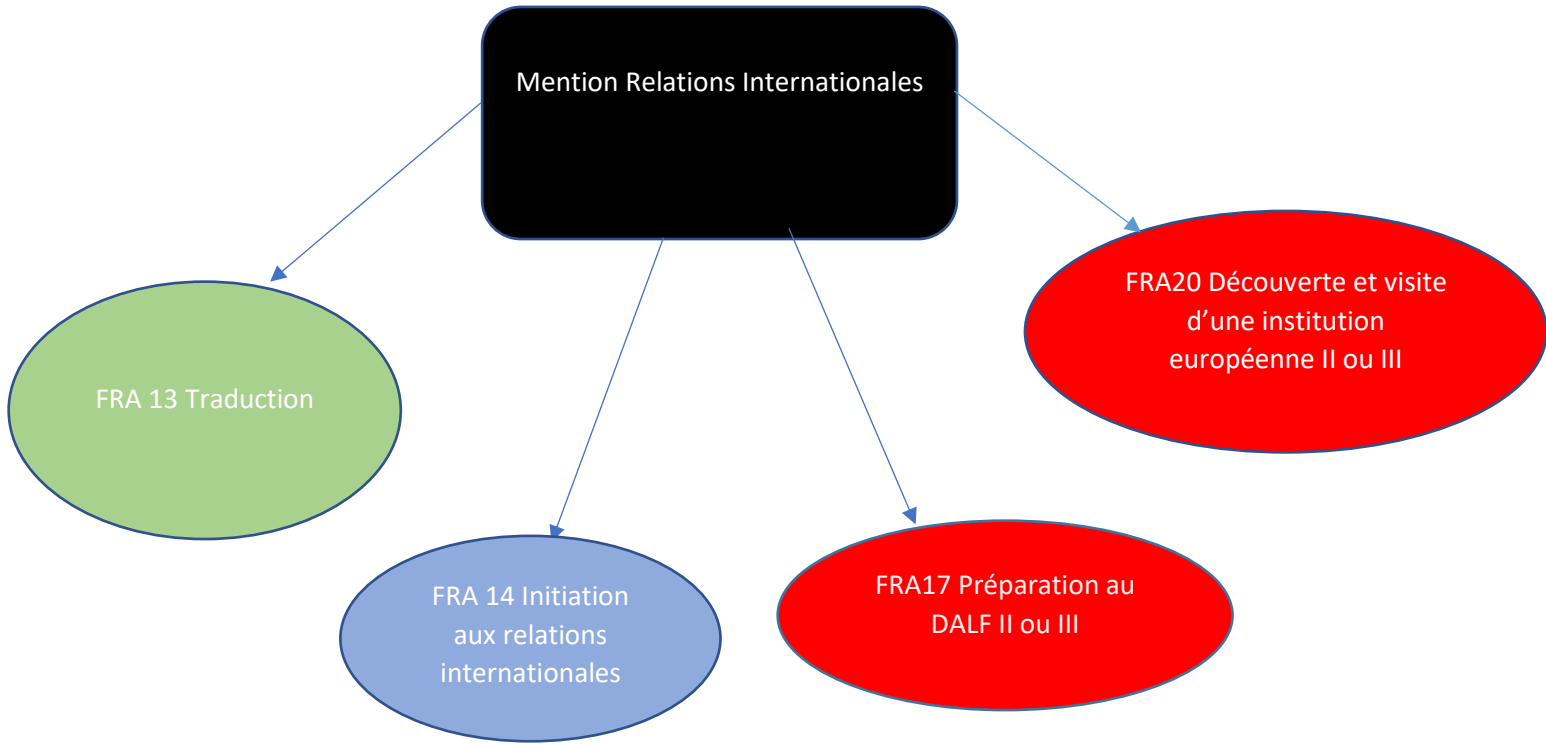 Mention Relations Internationales
FRA20 Découverte et visite
d’une institution
européenne II ou III
FRA 13 Traduction
FRA 14 Initiation
aux relations
internationales
FRA17 Préparation au
DALF II ou III